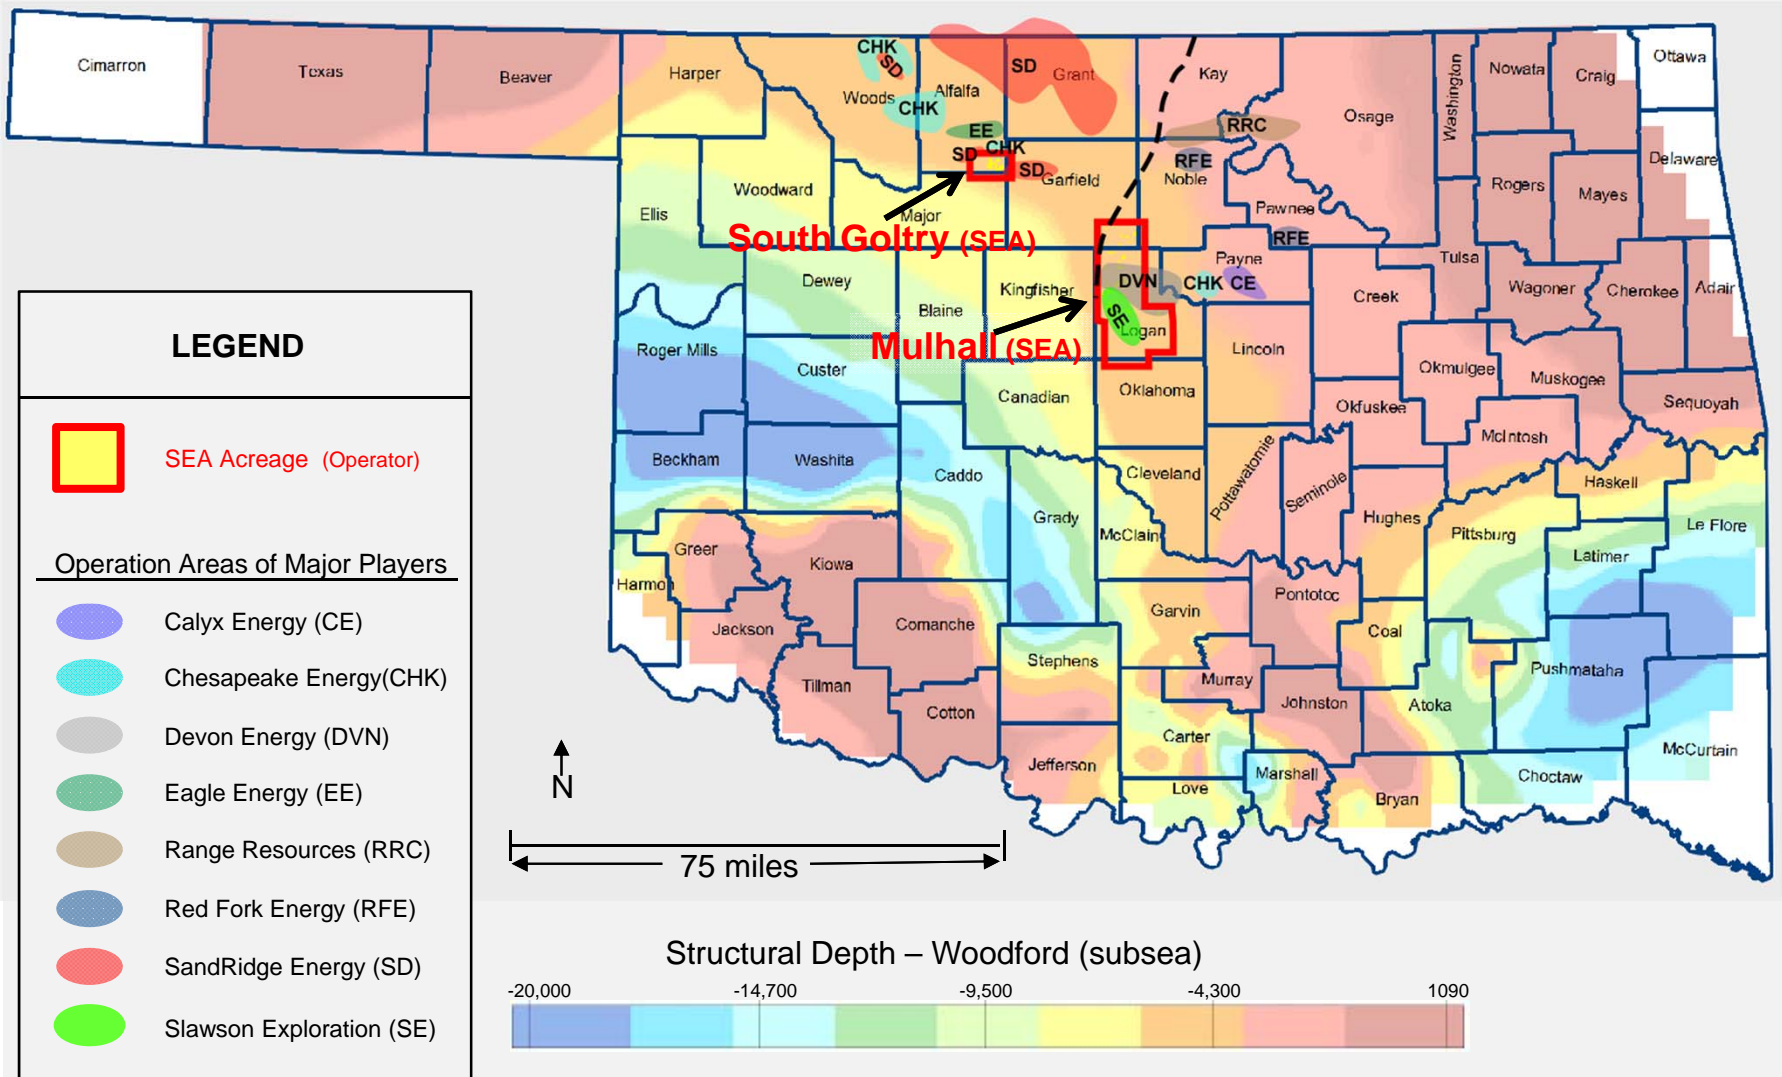 Cimarron
Texas
Beaver
Harper
CHK
SD
Woods
CHK
Alfalfa
SD
Grant
Kay
Osage
Washington
Nowata
Craig
Ottawa
EE
CHK
SD
SD
Garfield
RRC
RFE
Noble
Pawnee
RFE
Rogers
Mayes
Delaware
Woodward
Ellis
Major
South Goltry (SEA)
Dewey
Blaine
Kingfisher
DVN
SE
Logan
Payne
CHK
CE
Creek
Tulsa
Wagoner
Cherokee
Adair
Mulhall (SEA)
Roger Mills
Custer
Canadian
Oklahoma
Lincoln
Okmulgee
Muskogee
Sequoyah
Okfuskee
McIntosh
Beckham
Washita
Caddo
Cleveland
Pottawatomie
Seminole
Hughes
Haskell
Le Flore
Pittsburg
Latimer
Grady
McClain
Greer
Kiowa
Harmon
Jackson
Comanche
Garvin
Pontotoc
Coal
Stephens
Murray
Johnston
Atoka
Pushmataha
Tillman
Cotton
Carter
Jefferson
Love
Marshall
Bryan
Choctaw
McCurtain
N
75 miles
LEGEND
SEA Acreage (Operator)
Operation Areas of Major Players
Calyx Energy (CE)
Chesapeake Energy(CHK)
Devon Energy (DVN)
Eagle Energy (EE)
Range Resources (RRC)
Red Fork Energy (RFE)
SandRidge Energy (SD)
Slawson Exploration (SE)
Structural Depth – Woodford (subsea)
-20,000
-14,700
-9,500
-4,300
1090